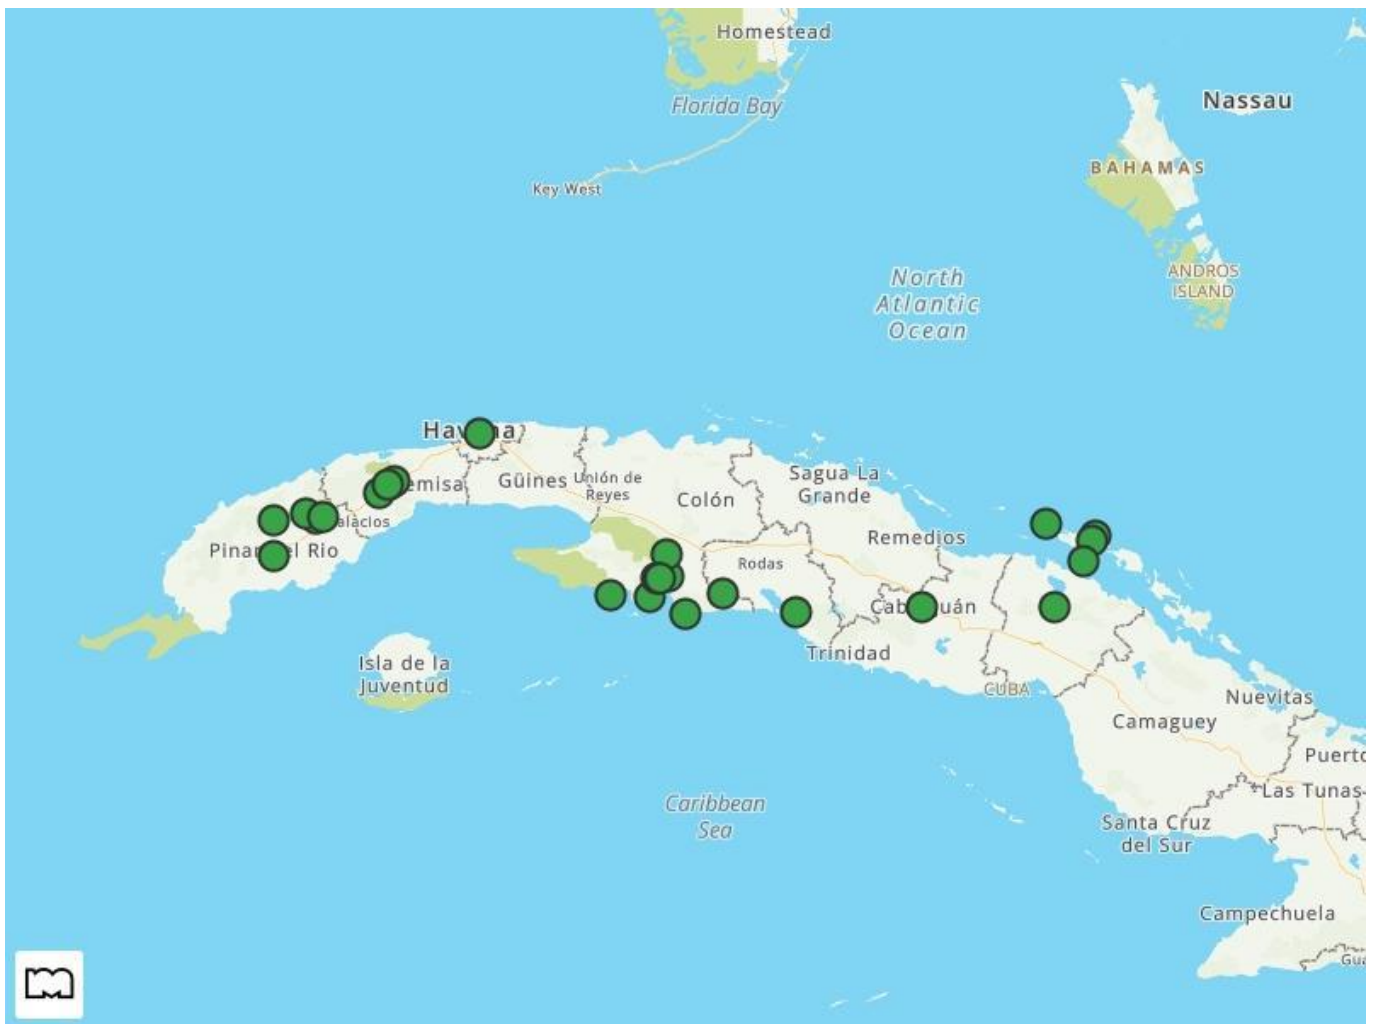 Homestead
Nassau
Florida Bay
BAHAMAS
Key West
ANDROS
ISLAND
North
Atlantic
Ocean
Güines
Unión de
Reyes
Colón
Sagua La
Grande
Remedios
Rodas
Trinidad
Isla de la
Juventud
CUBA
Nuevitas
Camaguey
Las Tunas
Caribbean
Sea
Santa Cruz
del Sur
Campechuela